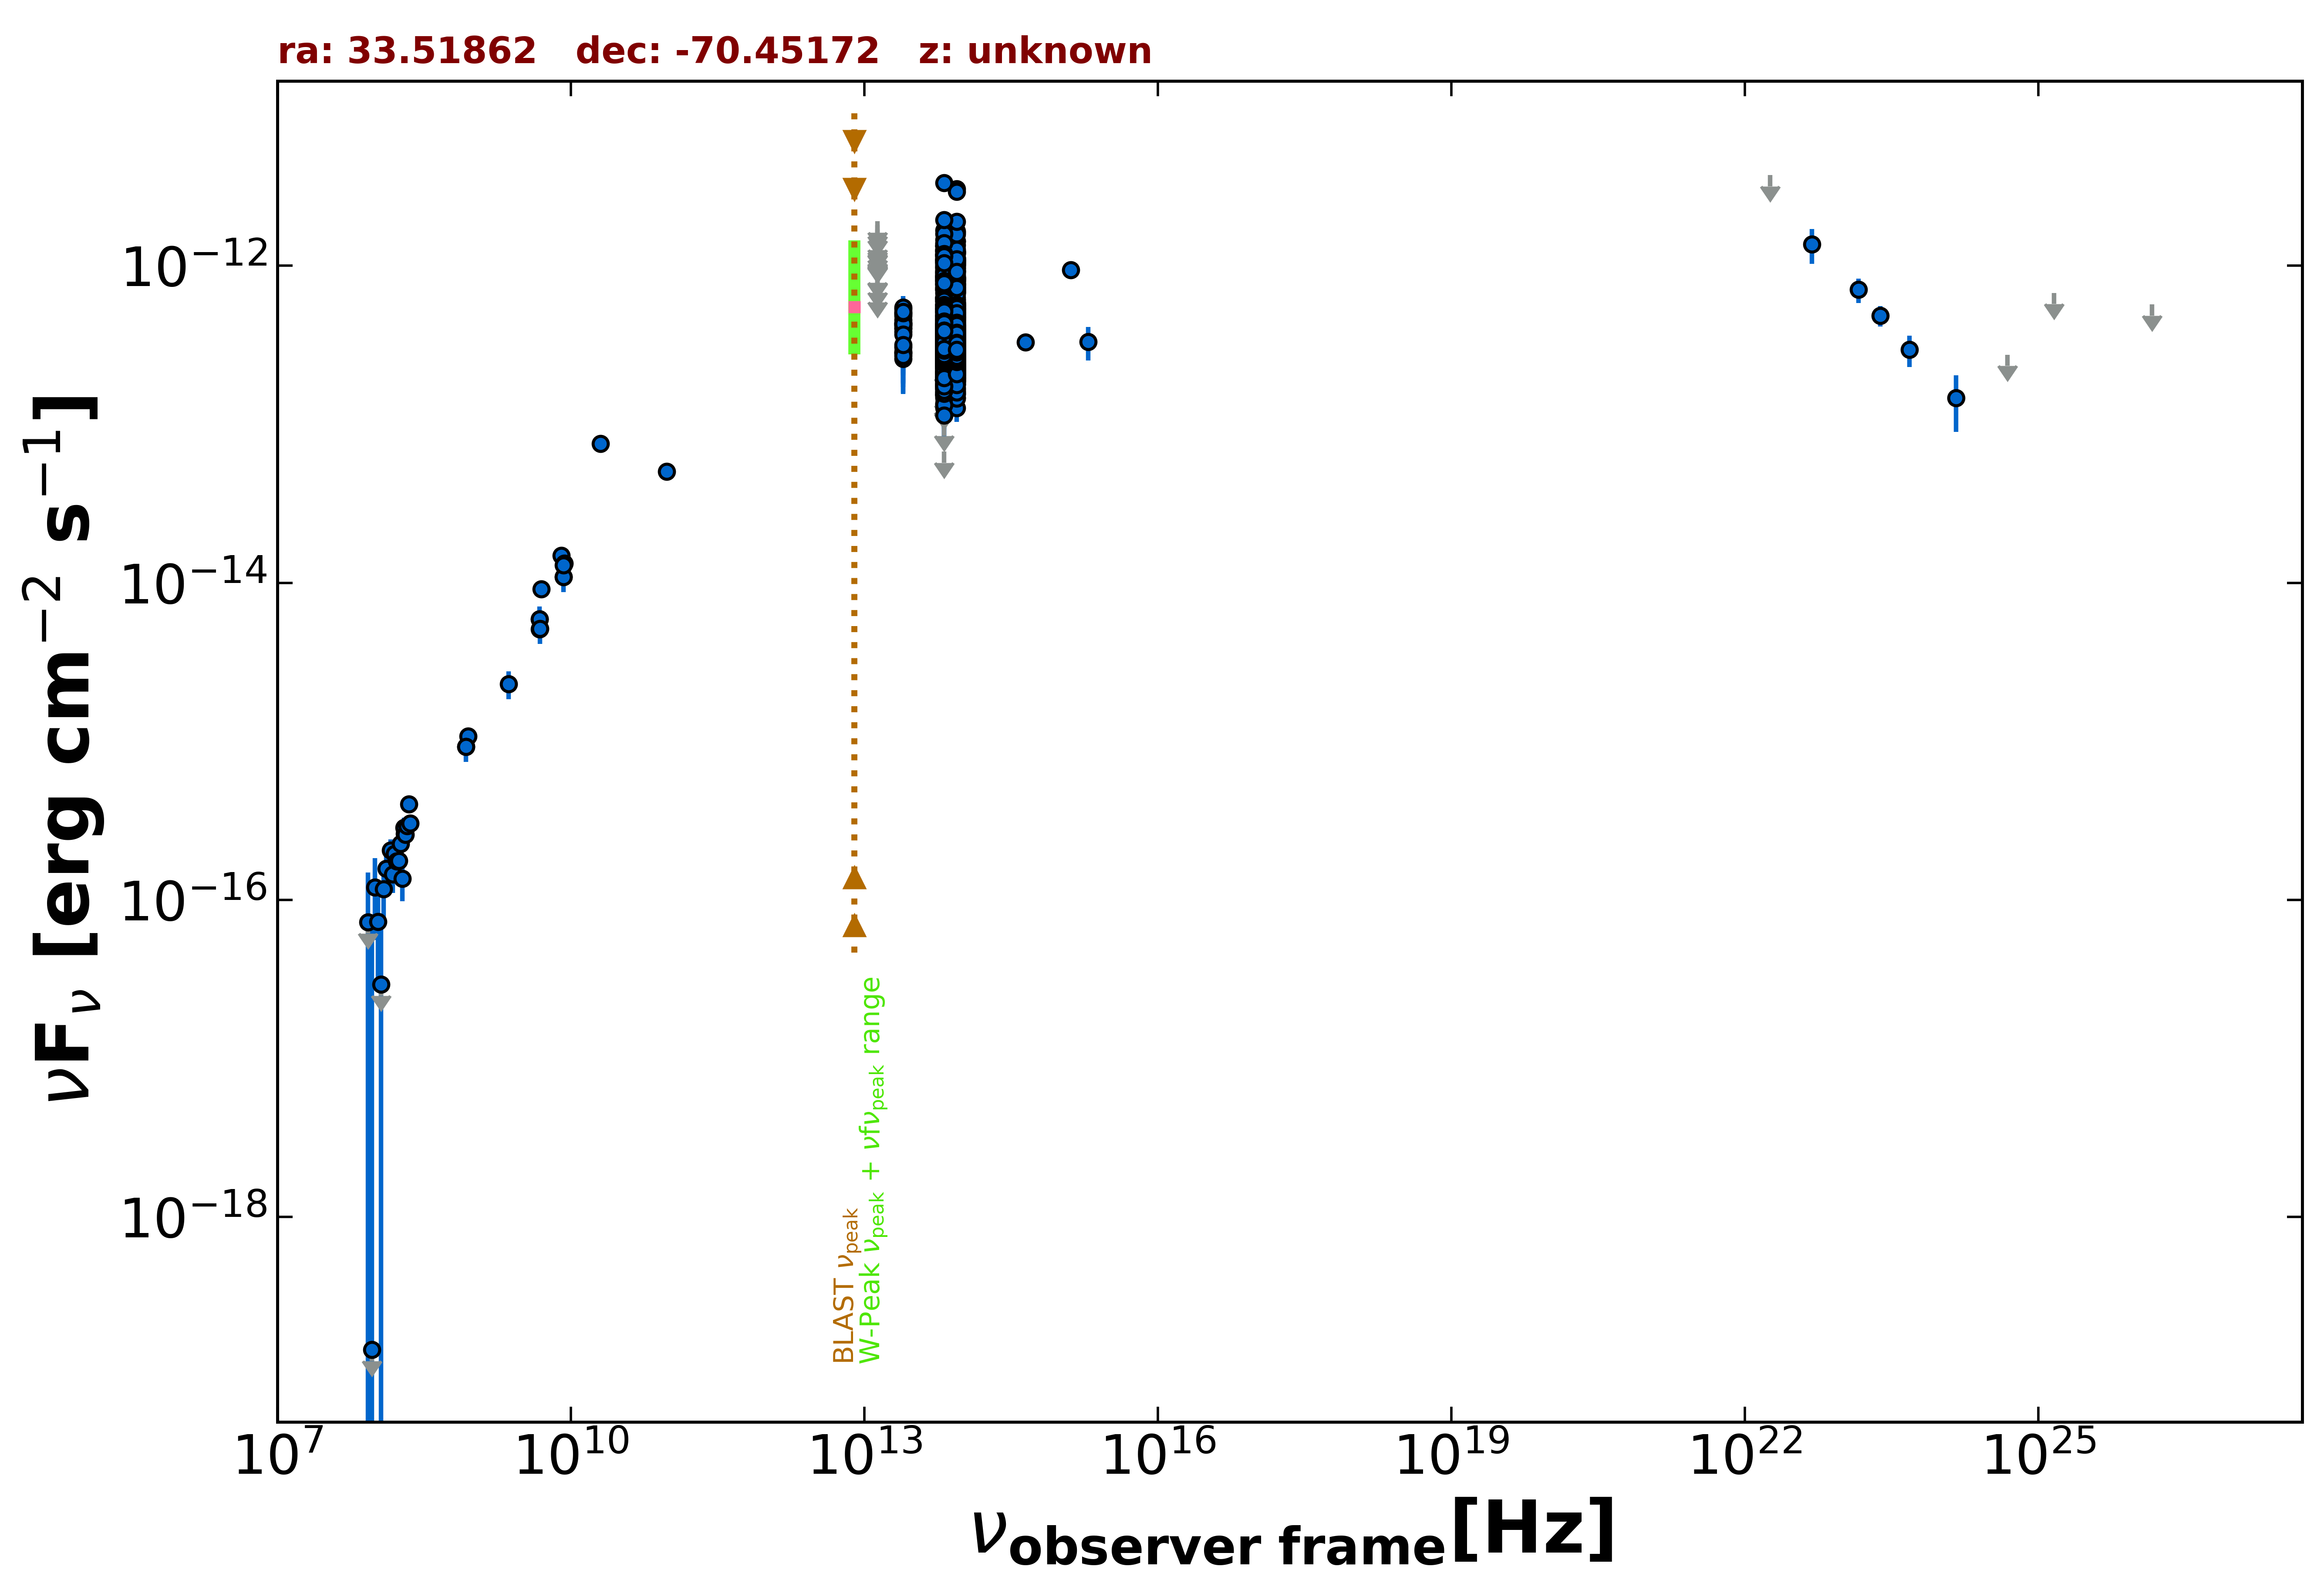 ra: 33.51862   dec: -70.45172   z: unknown
νFν [erg cm⁻² s⁻¹]
10⁻¹²
10⁻¹⁴
10⁻¹⁶
10⁻¹⁸
BLAST νpeak
W-Peak νpeak + νfνpeak range
10⁷ 10¹⁰ 10¹³ 10¹⁶ 10¹⁹ 10²² 10²⁵
νobserver frame[Hz]